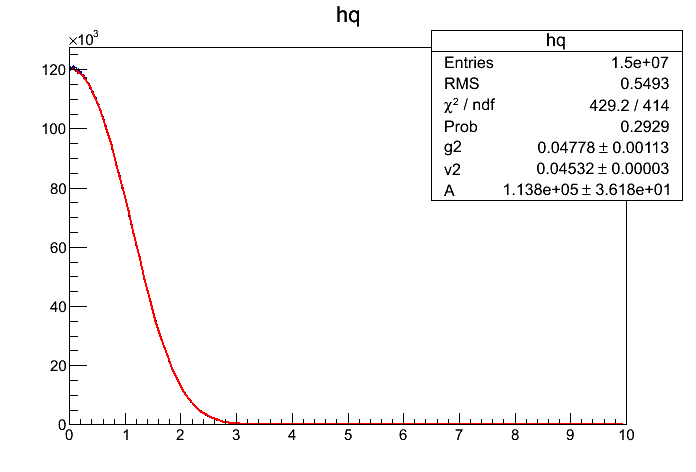 hq
×10³
hq
Entries 1.5e+07
RMS 0.5493
χ² / ndf 429.2 / 414
Prob 0.2929
g2 0.04778 ± 0.00113
v2 0.04532 ± 0.00003
A 1.138e+05 ± 3.618e+01
120
100
80
60
40
20
0
0 1 2 3 4 5 6 7 8 9 10